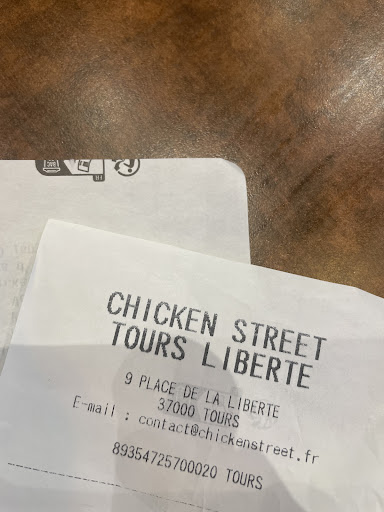 CHICKEN STREET
TOURS LIBERTE
9 PLACE DE LA LIBERTE
37000 TOURS
E-mail : contact@chickenstreet.fr
89354725700020 TOURS